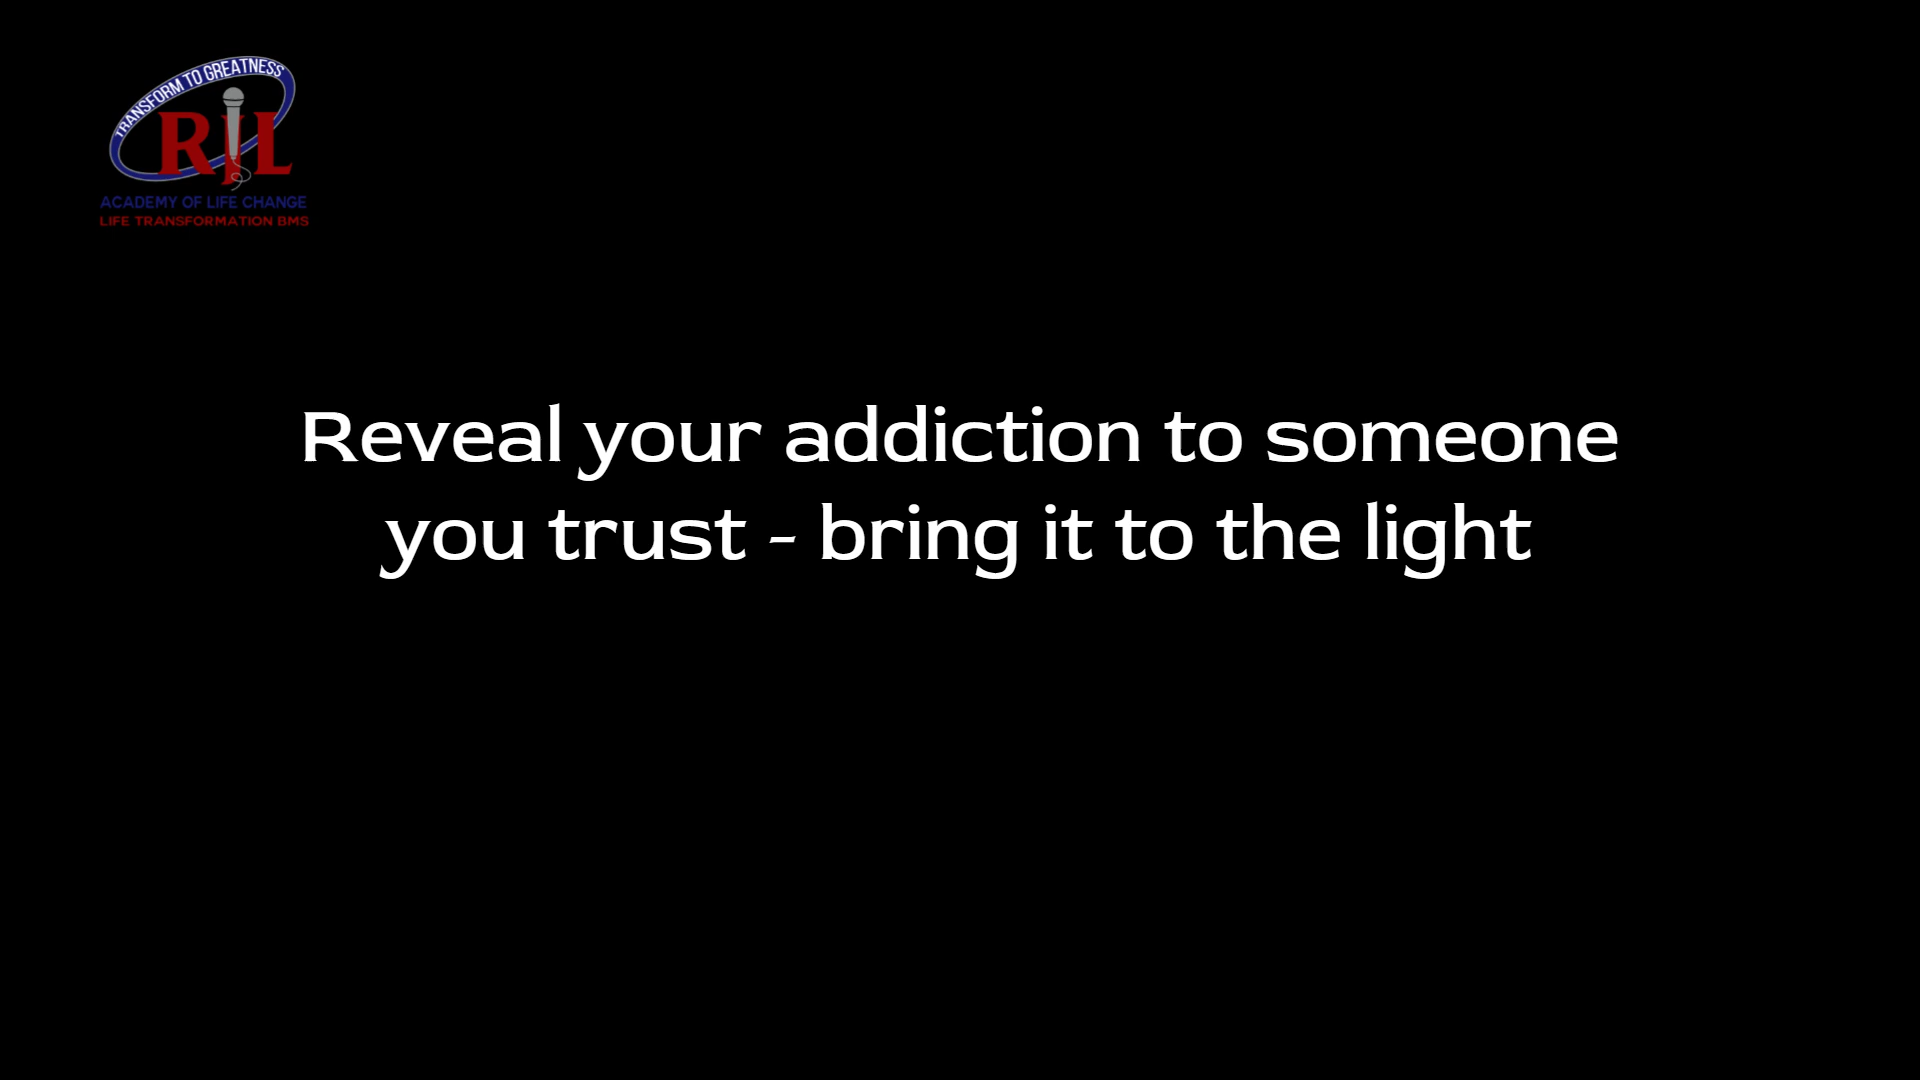 TRANSFORM TO GREATNESS
RJL
ACADEMY OF LIFE CHANGE
LIFE TRANSFORMATION BMS
Reveal your addiction to someone
you trust - bring it to the light